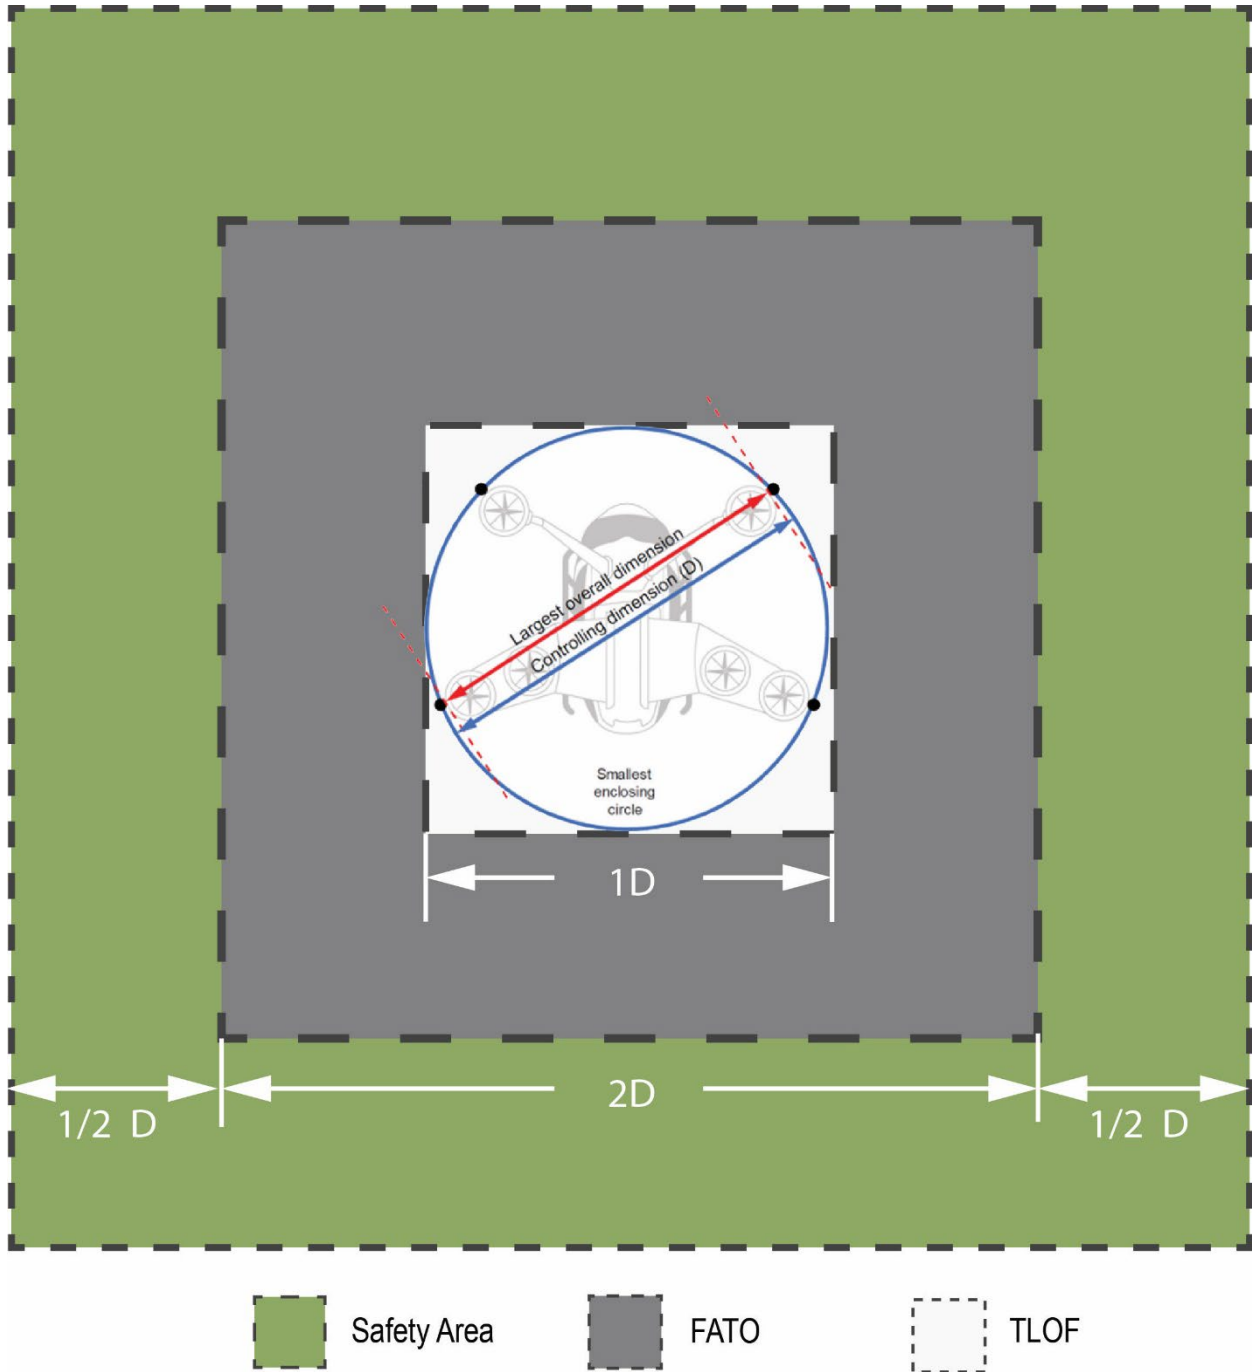 Largest overall dimension
Controlling dimension (D)
Smallest
enclosing
circle
1D
2D
1/2 D
1/2 D
Safety Area
FATO
TLOF